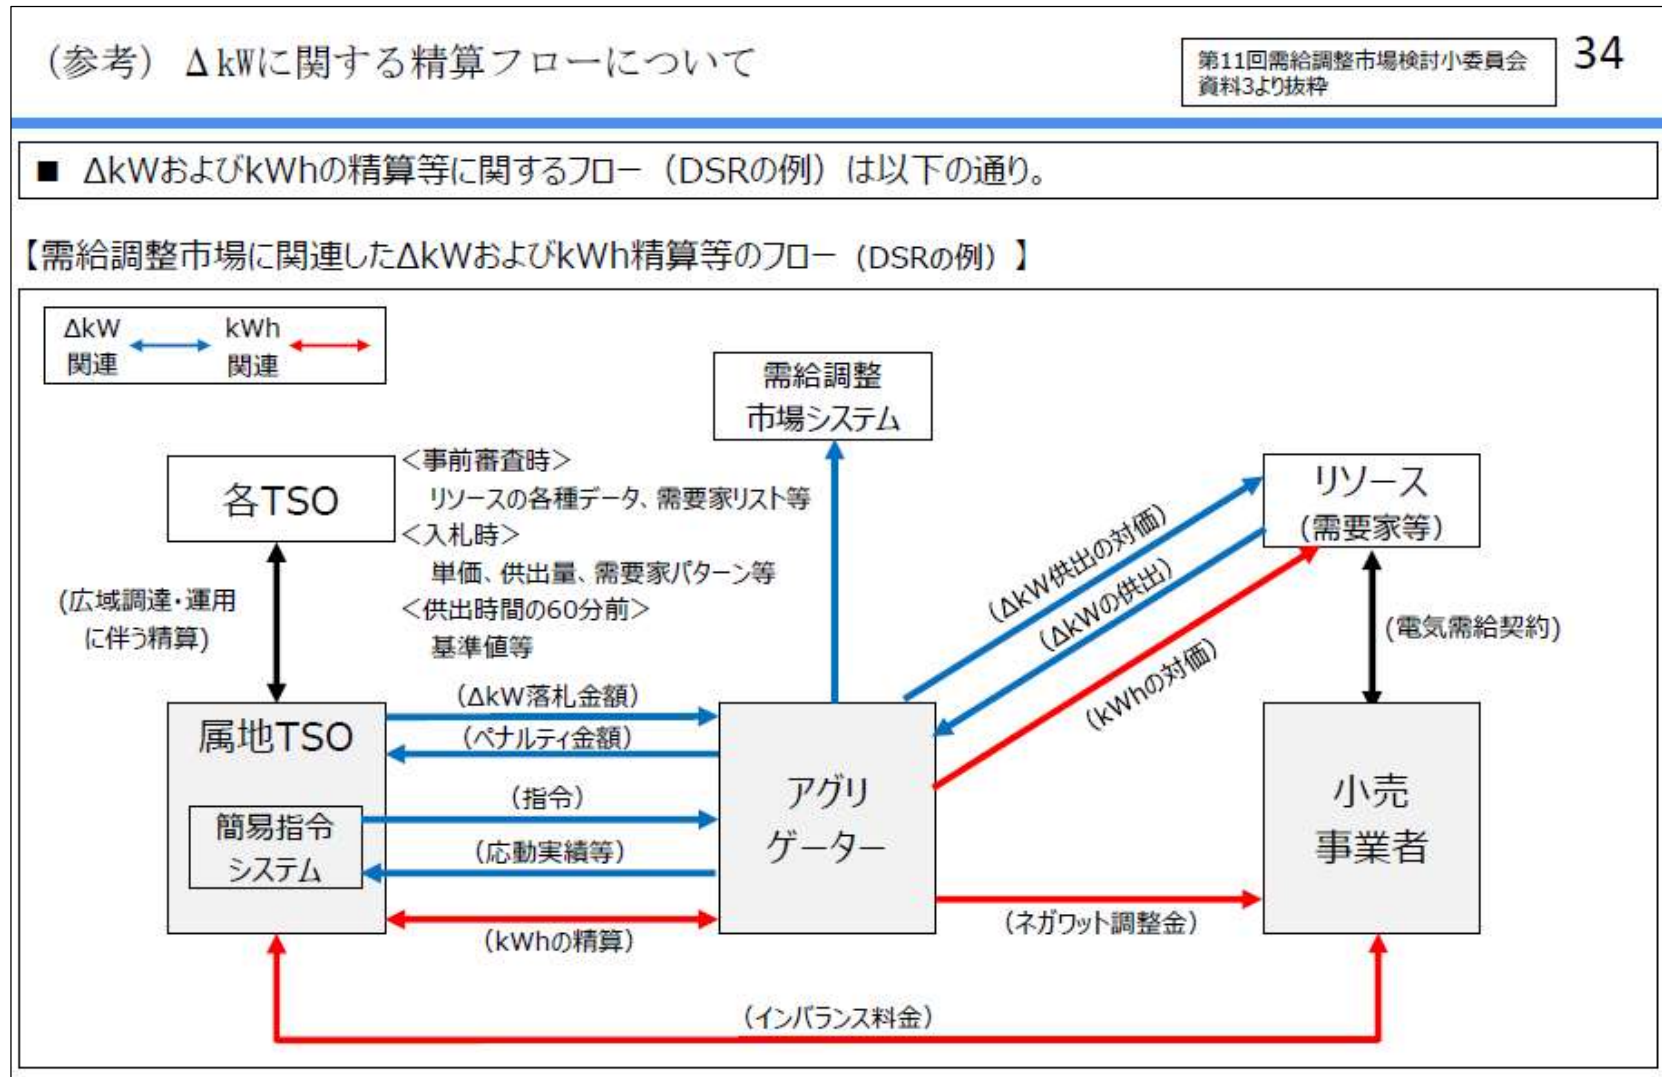 （参考）ΔkWに関する精算フローについて
第11回需給調整市場検討小委員会
資料3より抜粋
34
■ ΔkWおよびkWhの精算等に関するフロー（DSRの例）は以下の通り。
【需給調整市場に関連したΔkWおよびkWh精算等のフロー（DSRの例）】
ΔkW
関連
kWh
関連
需給調整
市場システム
各TSO
＜事前審査時＞
リソースの各種データ、需要家リスト等
＜入札時＞
単価、供出量、需要家パターン等
＜供出時間の60分前＞
基準値等
リソース
（需要家等）
（ΔkW供出の対価）
（ΔkWの供出）
（kWhの対価）
（広域調達・運用
に伴う精算）
（電気需給契約）
属地TSO
簡易指令
システム
（ΔkW落札金額）
（ペナルティ金額）
（指令）
（応動実績等）
（kWhの精算）
アグリ
ゲーター
小売
事業者
（ネガワット調整金）
（インバランス料金）